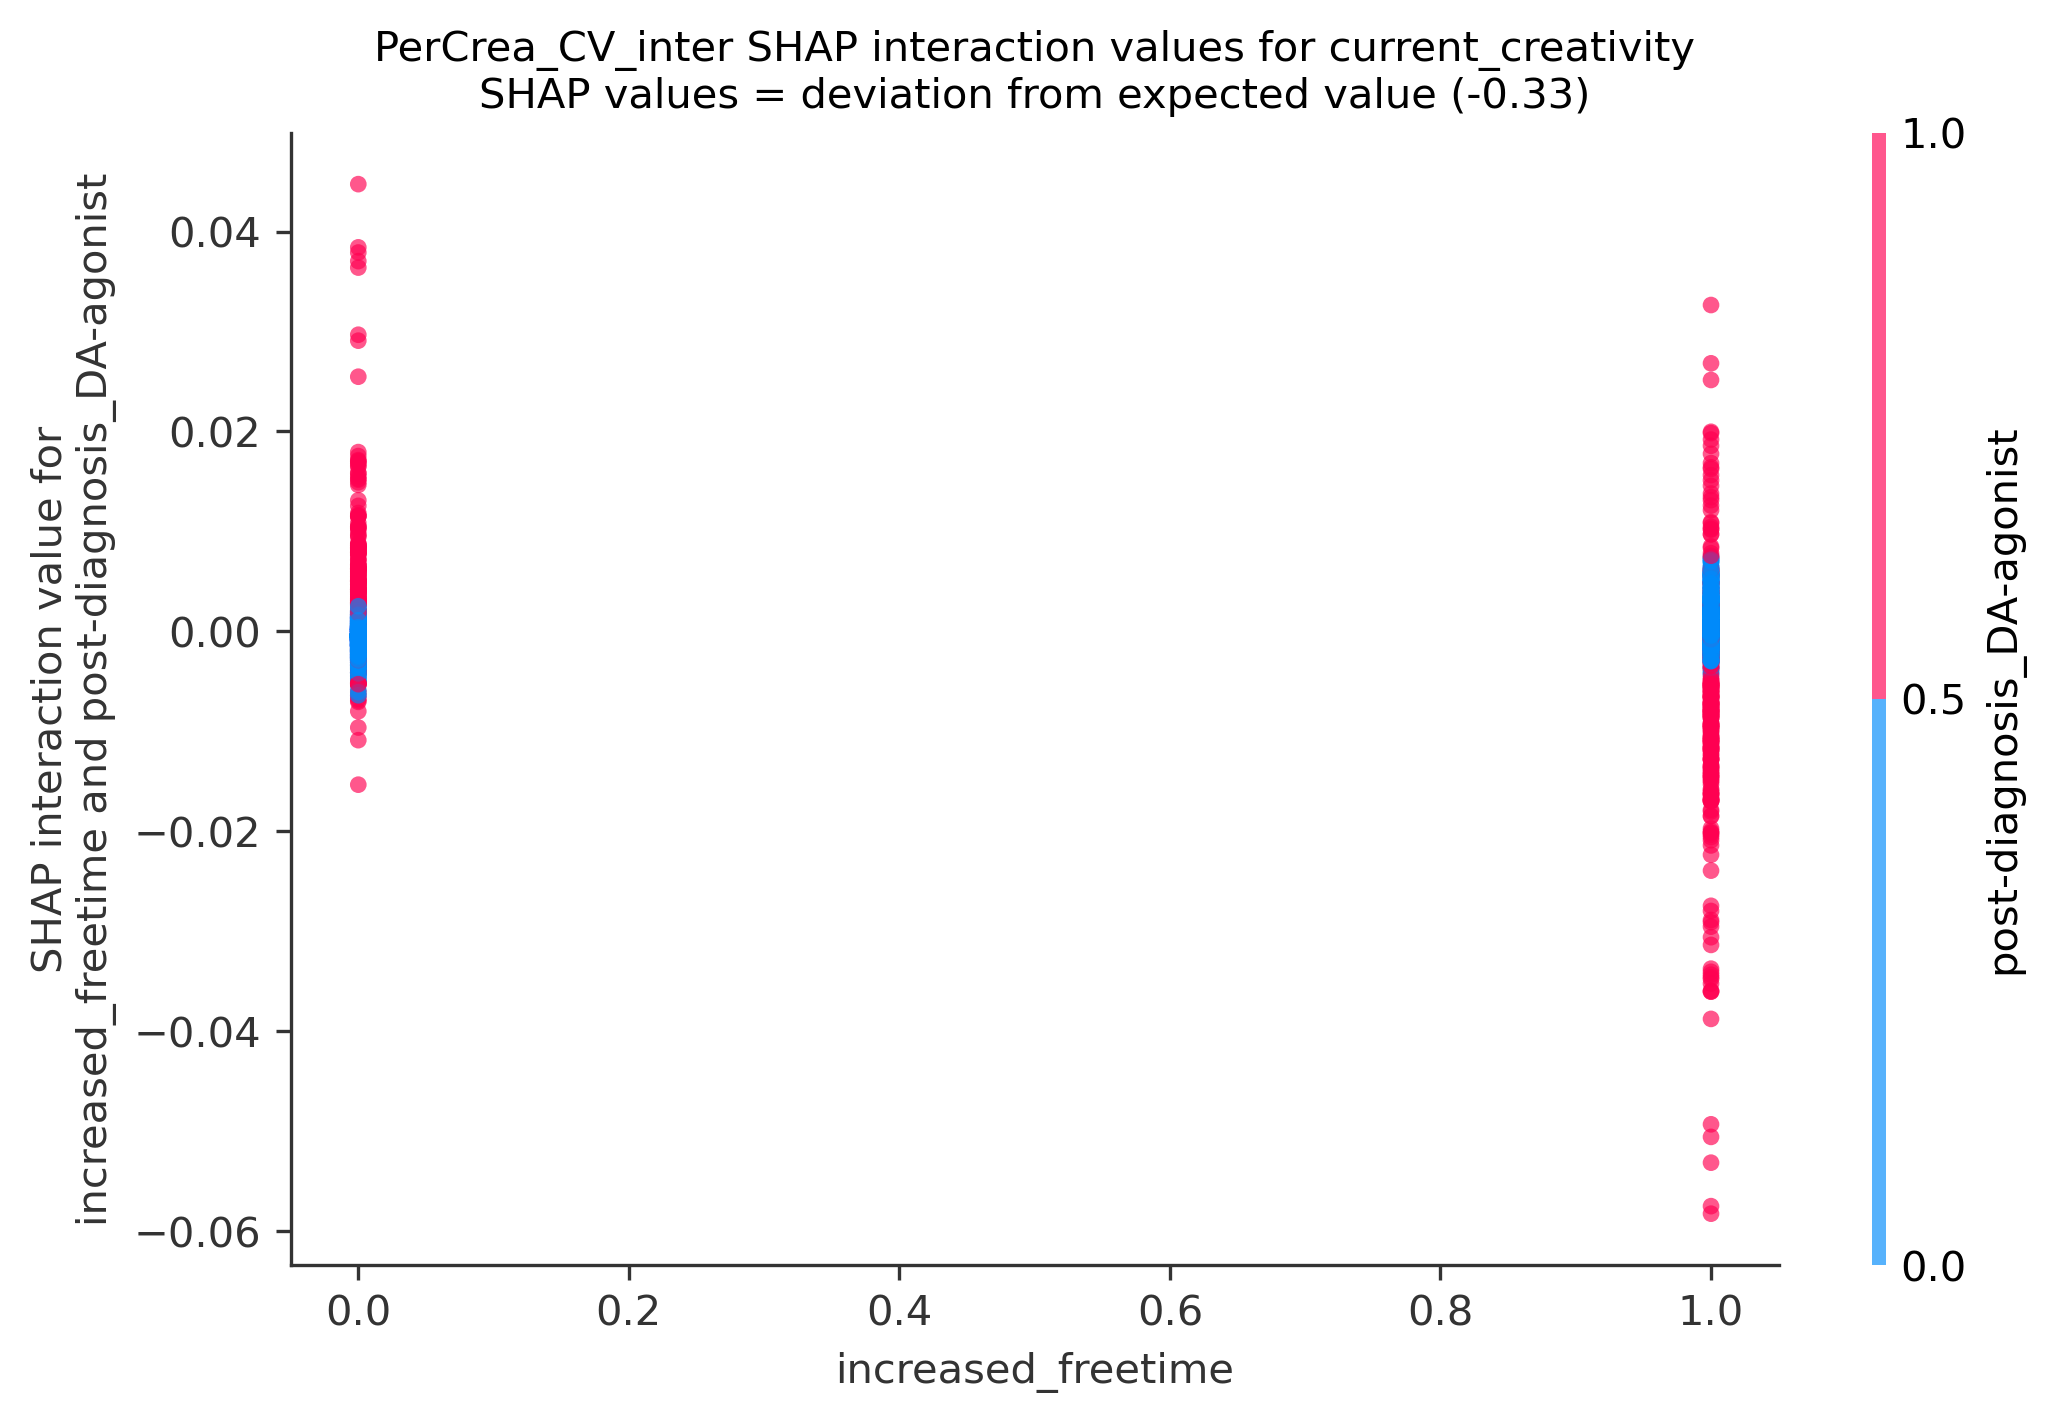 PerCrea_CV_inter SHAP interaction values for current_creativity
SHAP values = deviation from expected value (-0.33)
SHAP interaction value for
increased_freetime and post-diagnosis_DA-agonist
0.04
0.02
0.00
−0.02
−0.04
−0.06
0.0
0.2
0.4
0.6
0.8
1.0
increased_freetime
1.0
0.5
0.0
post-diagnosis_DA-agonist